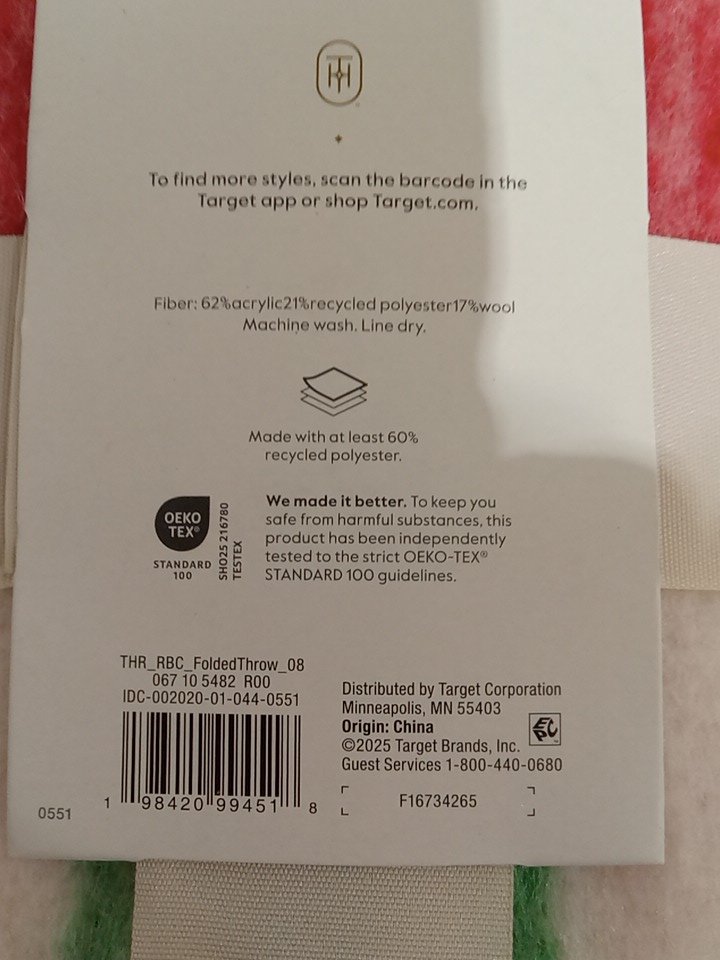 To find more styles, scan the barcode in the
Target app or shop Target.com.
Fiber: 62%acrylic21%recycled polyester17%wool
Machine wash. Line dry.
Made with at least 60%
recycled polyester.
OEKO
TEX®
STANDARD
100
SHO25 216780
TESTEX
We made it better. To keep you
safe from harmful substances, this
product has been independently
tested to the strict OEKO-TEX®
STANDARD 100 guidelines.
THR_RBC_FoldedThrow_08
067 10 5482 R00
IDC-002020-01-044-0551
1 98420 99451 8
0551
Distributed by Target Corporation
Minneapolis, MN 55403
Origin: China
©2025 Target Brands, Inc.
Guest Services 1-800-440-0680
EPC
F16734265